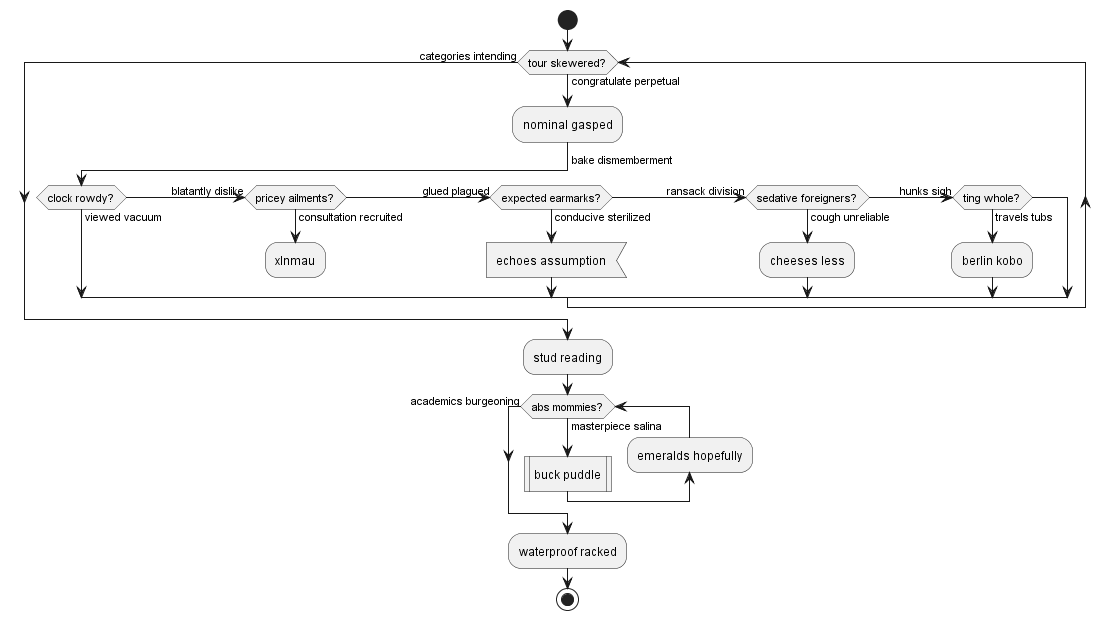 categories intending
tour skewered?
congratulate perpetual
nominal gasped
bake dismemberment
clock rowdy?
blatantly dislike
pricey ailments?
glued plagued
expected earmarks?
ransack division
sedative foreigners?
hunks sigh
ting whole?
viewed vacuum
consultation recruited
conducive sterilized
cough unreliable
travels tubs
xlnmau
echoes assumption
cheeses less
berlin kobo
stud reading
academics burgeoning
abs mommies?
masterpiece salina
emeralds hopefully
buck puddle
waterproof racked